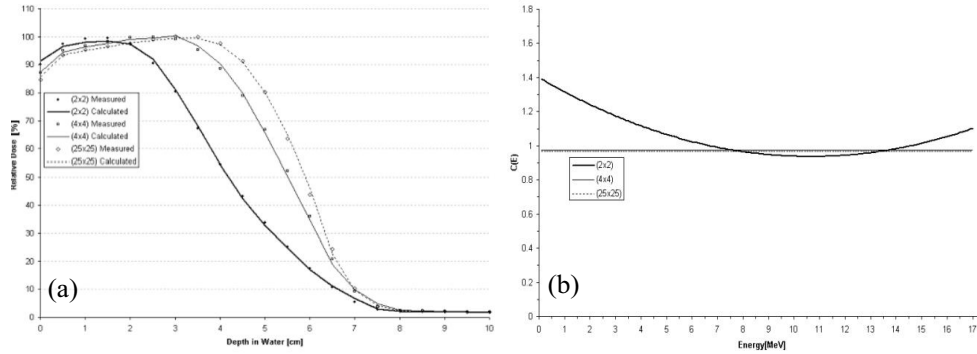 110
100
90
80
70
60
50
40
30
20
10
0
Relative Dose [%]
(2x2) Measured
(2x2) Calculated
(4x4) Measured
(4x4) Calculated
(25x25) Measured
(25x25) Calculated
(a)
0 1 2 3 4 5 6 7 8 9 10
Depth in Water [cm]
1.8
1.6
1.4
1.2
1
0.8
0.6
0.4
0.2
0
C(E)
(2x2)
(4x4)
(25x25)
(b)
0 1 2 3 4 5 6 7 8 9 10 11 12 13 14 15 16 17
Energy[MeV]